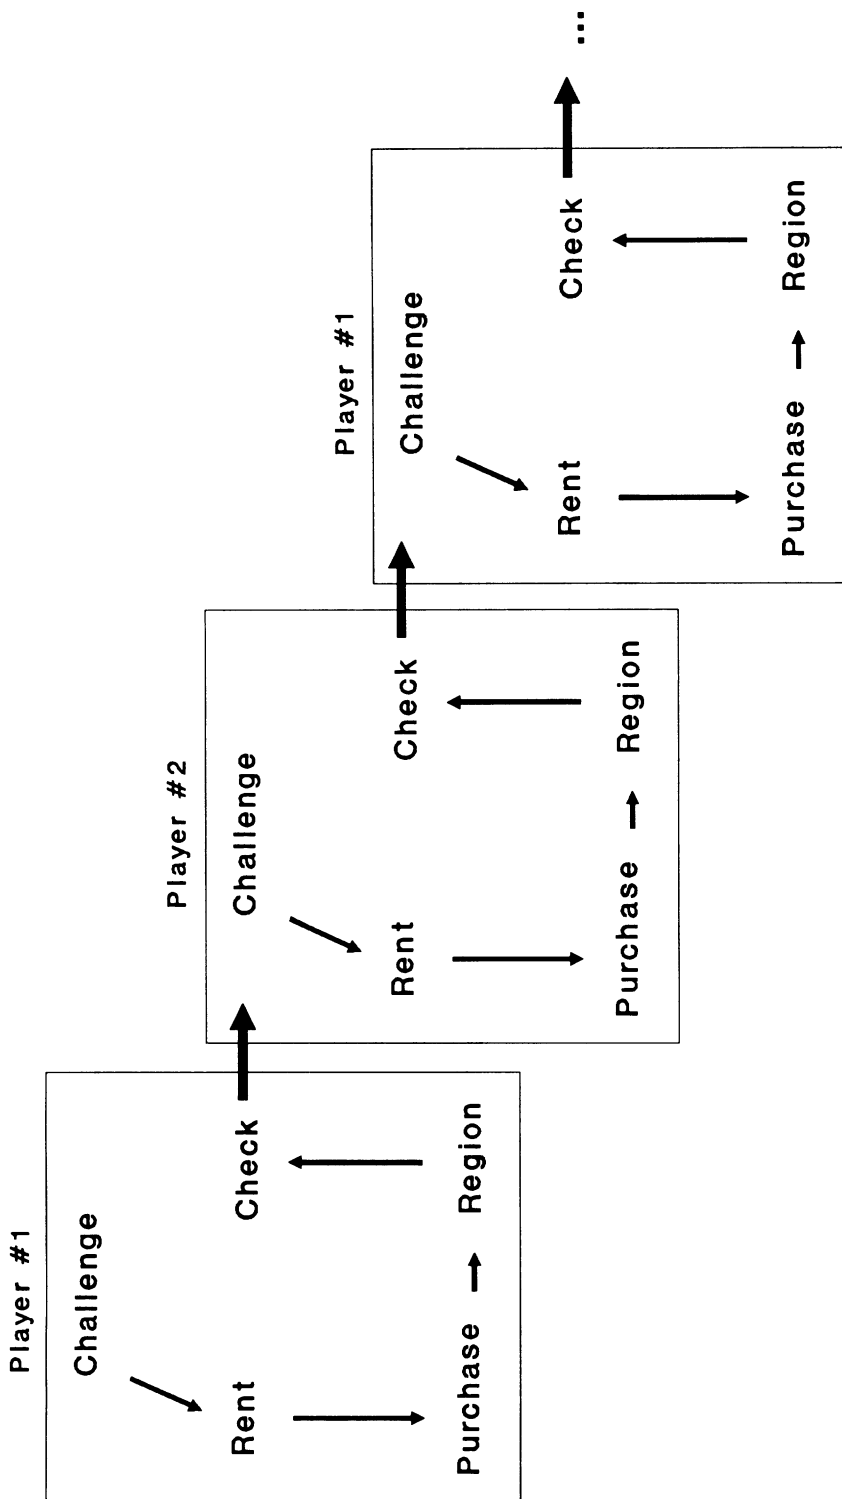 Player #1
Challenge
Rent
Purchase
Region
Check
Player #2
Challenge
Rent
Purchase
Region
Check
Player #1
Challenge
Rent
Purchase
Region
Check
...